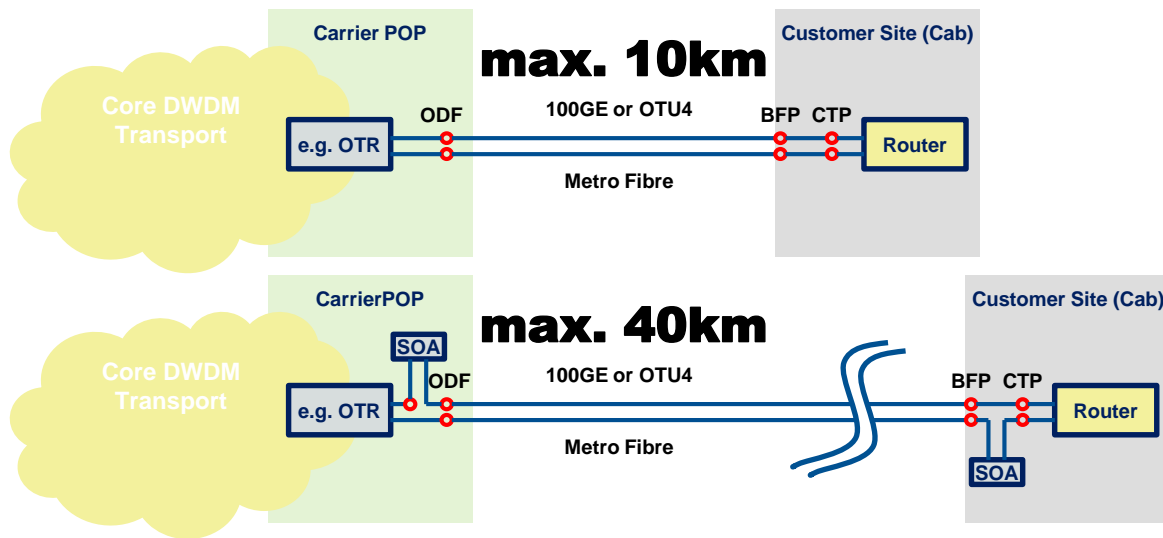 Carrier POP
Customer Site (Cab)
max. 10km
Core DWDM
Transport
100GE or OTU4
ODF
BFP
CTP
e.g. OTR
Router
Metro Fibre
CarrierPOP
Customer Site (Cab)
max. 40km
SOA
Core DWDM
Transport
100GE or OTU4
ODF
BFP
CTP
e.g. OTR
Router
Metro Fibre
SOA